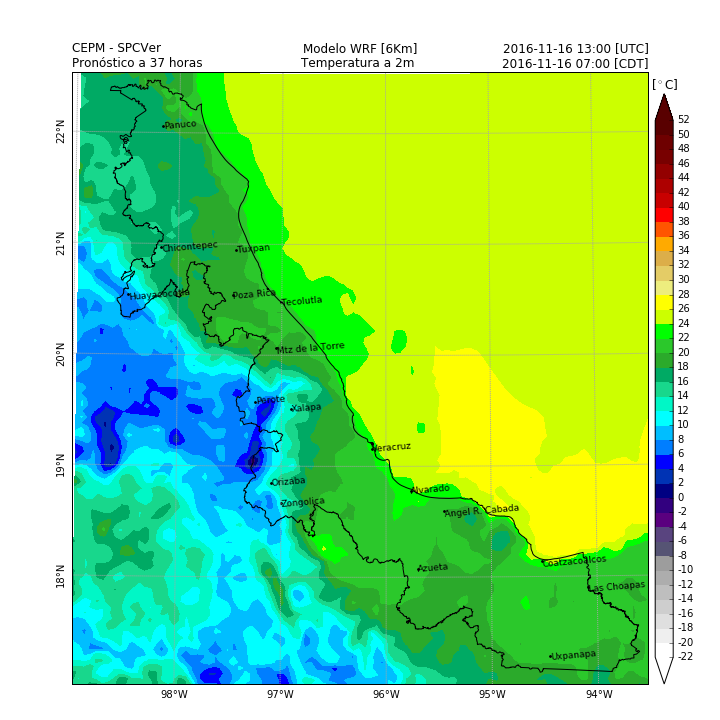 CEPM - SPCVer Modelo WRF [6Km] 2016-11-16 13:00 [UTC]
Pronóstico a 37 horas Temperatura a 2m 2016-11-16 07:00 [CDT]
[°C]
52
50
48
46
44
42
40
38
36
34
32
30
28
26
24
22
20
18
16
14
12
10
8
6
4
2
0
-2
-4
-6
-8
-10
-12
-14
-16
-18
-20
-22
22°N
21°N
20°N
19°N
18°N
Panuco
Chicontepec
Tuxpan
Huayacocotla
Poza Rica
Tecolutla
Mtz de la Torre
Perote
Xalapa
Veracruz
Orizaba
Alvarado
Zongolica
Angel R. Cabada
Coatzacoalcos
Azueta
Las Choapas
Uxpanapa
98°W 97°W 96°W 95°W 94°W